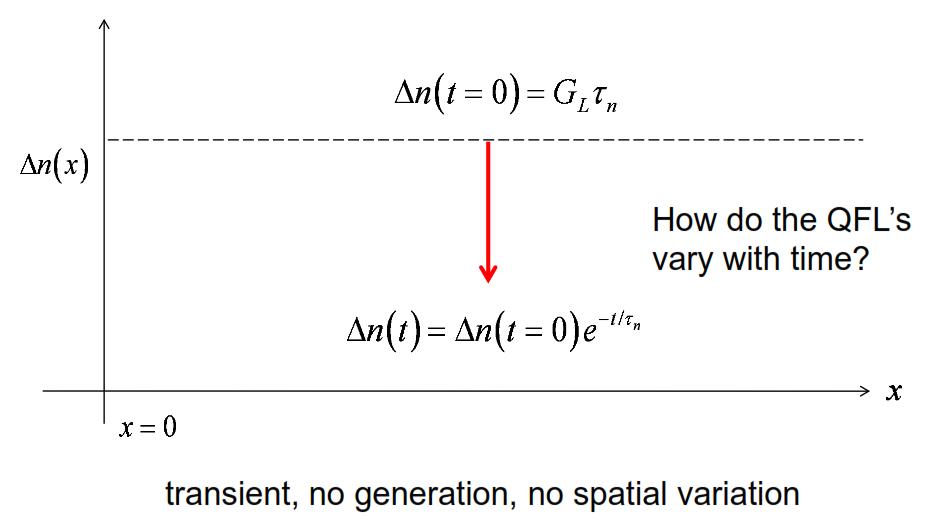 Δn(t = 0) = G_L τ_n
Δn(x)
How do the QFL’s
vary with time?
Δn(t) = Δn(t = 0)e^{−t/τ_n}
x
x = 0
transient, no generation, no spatial variation